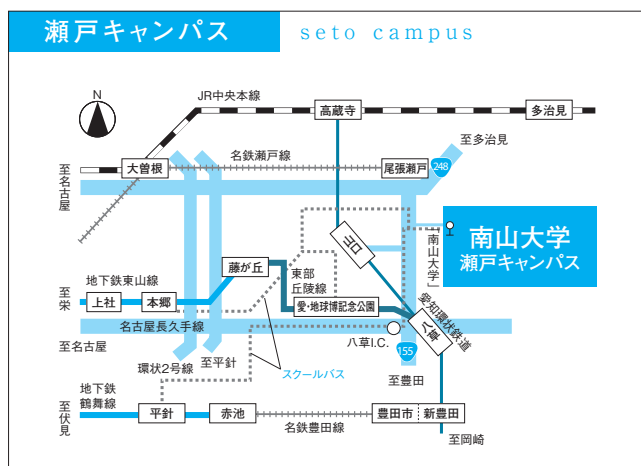 瀬戸キャンパス
seto campus
N
JR中央本線
高蔵寺
多治見
至多治見
至名古屋
大曽根
名鉄瀬戸線
尾張瀬戸
248
山口
「南山大学」
南山大学
瀬戸キャンパス
藤が丘
東部
丘陵線
地下鉄東山線
至栄
上社
本郷
愛・地球博記念公園
愛知環状鉄道
八草
名古屋長久手線
至名古屋
八草I.C.
155
環状2号線
至平針
スクールバス
至豊田
地下鉄
鶴舞線
至伏見
平針
赤池
名鉄豊田線
豊田市
新豊田
至岡崎